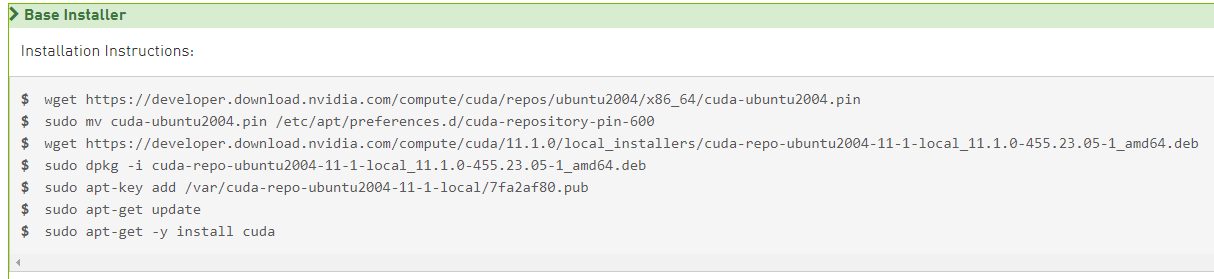 Base Installer
Installation Instructions:
$ wget https://developer.download.nvidia.com/compute/cuda/repos/ubuntu2004/x86_64/cuda-ubuntu2004.pin
$ sudo mv cuda-ubuntu2004.pin /etc/apt/preferences.d/cuda-repository-pin-600
$ wget https://developer.download.nvidia.com/compute/cuda/11.1.0/local_installers/cuda-repo-ubuntu2004-11-1-local_11.1.0-455.23.05-1_amd64.deb
$ sudo dpkg -i cuda-repo-ubuntu2004-11-1-local_11.1.0-455.23.05-1_amd64.deb
$ sudo apt-key add /var/cuda-repo-ubuntu2004-11-1-local/7fa2af80.pub
$ sudo apt-get update
$ sudo apt-get -y install cuda